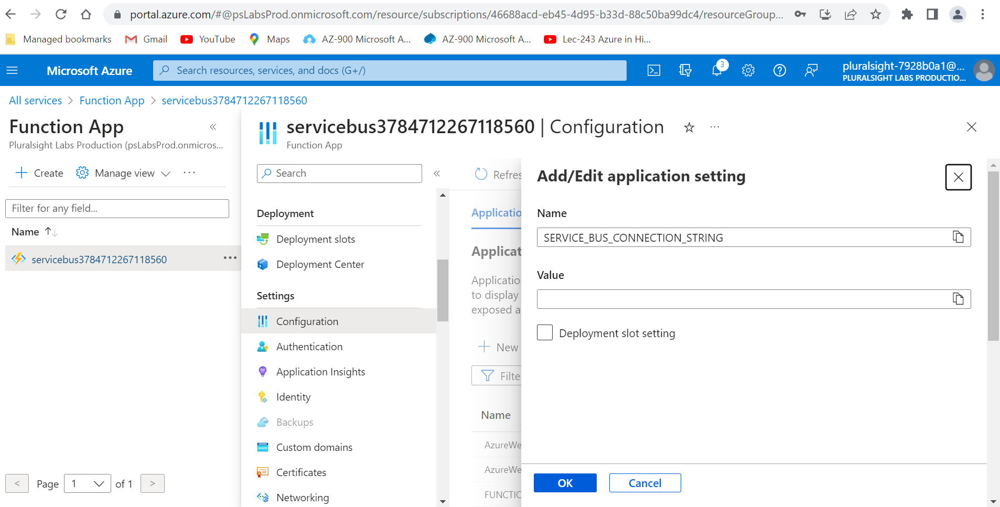 portal.azure.com/#@psLabsProd.onmicrosoft.com/resource/subscriptions/46688acd-eb45-4d95-b33d-88c50ba99dc4/resourceGroup...
Managed bookmarks
Gmail
YouTube
Maps
AZ-900 Microsoft A...
AZ-900 Microsoft A...
Lec-243 Azure in Hi...
Microsoft Azure
Search resources, services, and docs (G+/)
3
pluralsight-7928b0a1@...
PLURALSIGHT LABS PRODUCTIO...
All services > Function App > servicebus3784712267118560
Function App
«
Pluralsight Labs Production (psLabsProd.onmicros...
Create
Manage view
...
Filter for any field...
Name
servicebus3784712267118560
...
< Page 1 of 1 >
servicebus3784712267118560 | Configuration
...
Function App
Search
«
Deployment
Deployment slots
Deployment Center
Settings
Configuration
Authentication
Application Insights
Identity
Backups
Custom domains
www
Certificates
Networking
Refres
Applicatio
Applicat
Applicatio
to display
exposed a
New
Filte
Name
AzureWe
AzureWe
FUNCTIO
Add/Edit application setting
Name
SERVICE_BUS_CONNECTION_STRING
Value
Deployment slot setting
OK
Cancel